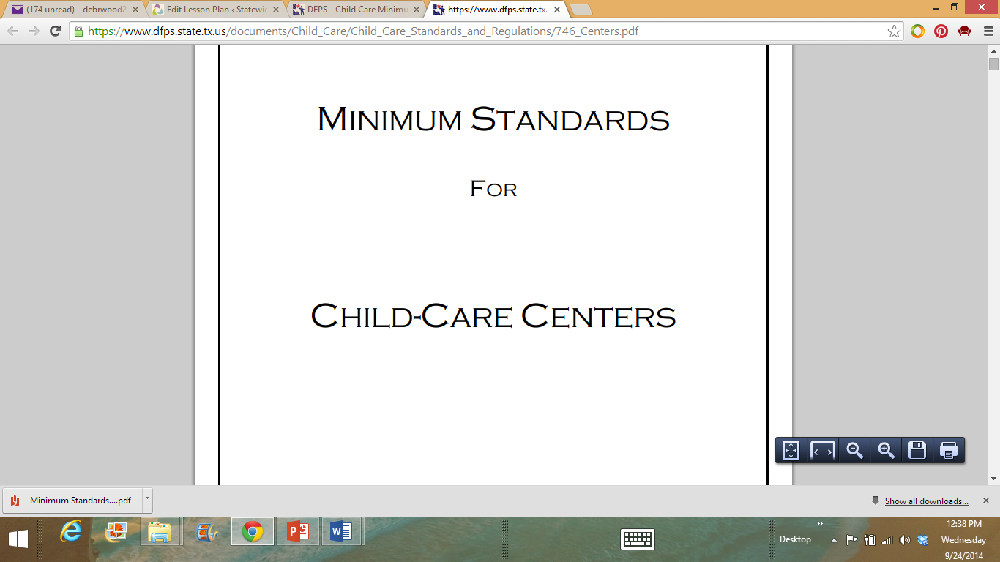 (174 unread) - debrwood2
Edit Lesson Plan ‹ Statewi
DFPS - Child Care Minimu
https://www.dfps.state.tx.
https://www.dfps.state.tx.us/documents/Child_Care/Child_Care_Standards_and_Regulations/746_Centers.pdf
MINIMUM STANDARDS
FOR
CHILD-CARE CENTERS
Minimum Standards....pdf
Show all downloads...
Desktop
12:38 PM
Wednesday
9/24/2014